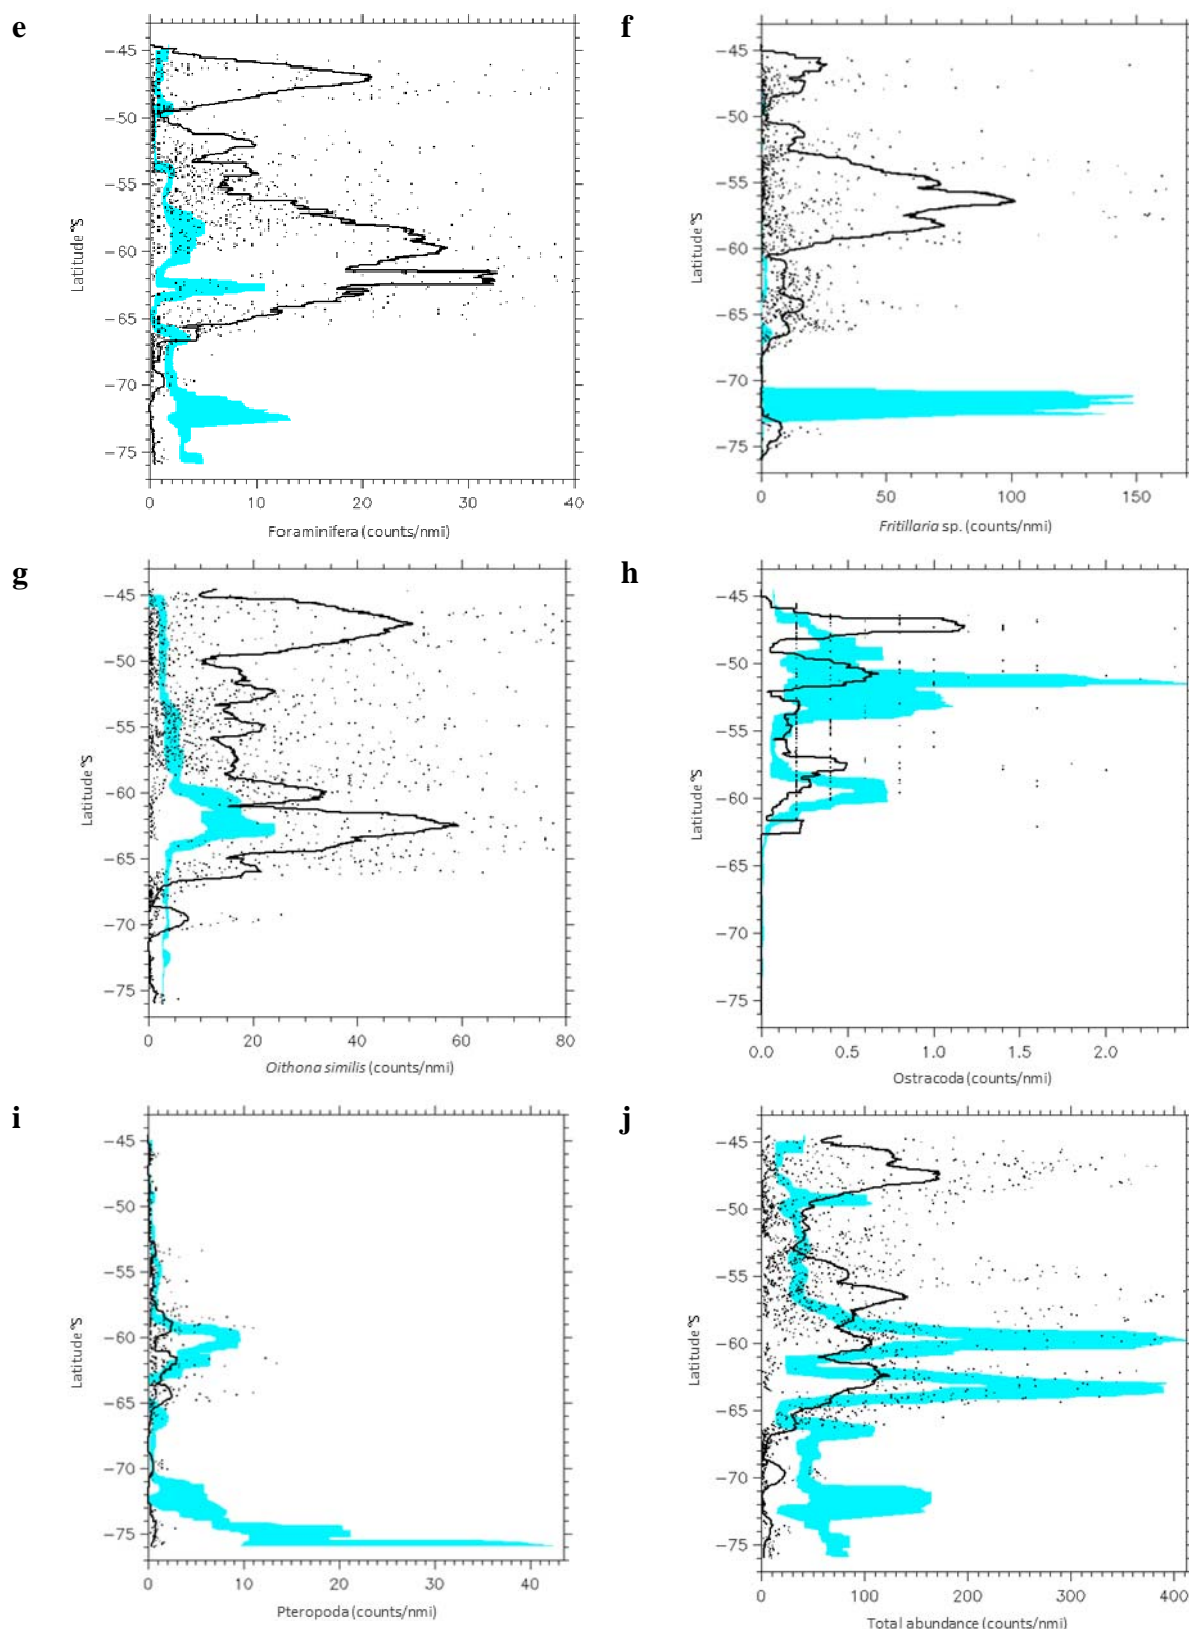 e
−45
−50
−55
−60
−65
−70
−75
Latitude °S
0 10 20 30 40
Foraminifera (counts/nmi)
f
−45
−50
−55
−60
−65
−70
−75
Latitude °S
0 50 100 150
Fritillaria sp. (counts/nmi)
g
−45
−50
−55
−60
−65
−70
−75
Latitude °S
0 20 40 60 80
Oithona similis (counts/nmi)
h
−45
−50
−55
−60
−65
−70
−75
Latitude °S
0.0 0.5 1.0 1.5 2.0
Ostracoda (counts/nmi)
i
−45
−50
−55
−60
−65
−70
−75
Latitude °S
0 10 20 30 40
Pteropoda (counts/nmi)
j
−45
−50
−55
−60
−65
−70
−75
Latitude °S
0 100 200 300 400
Total abundance (counts/nmi)